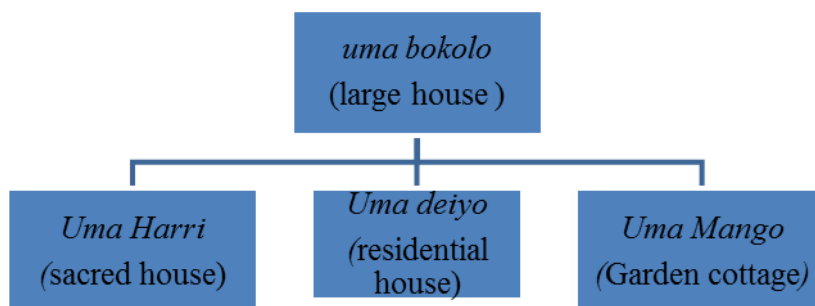 uma bokolo
(large house )
Uma Harri
(sacred house)
Uma deiyo
(residential
house)
Uma Mango
(Garden cottage)